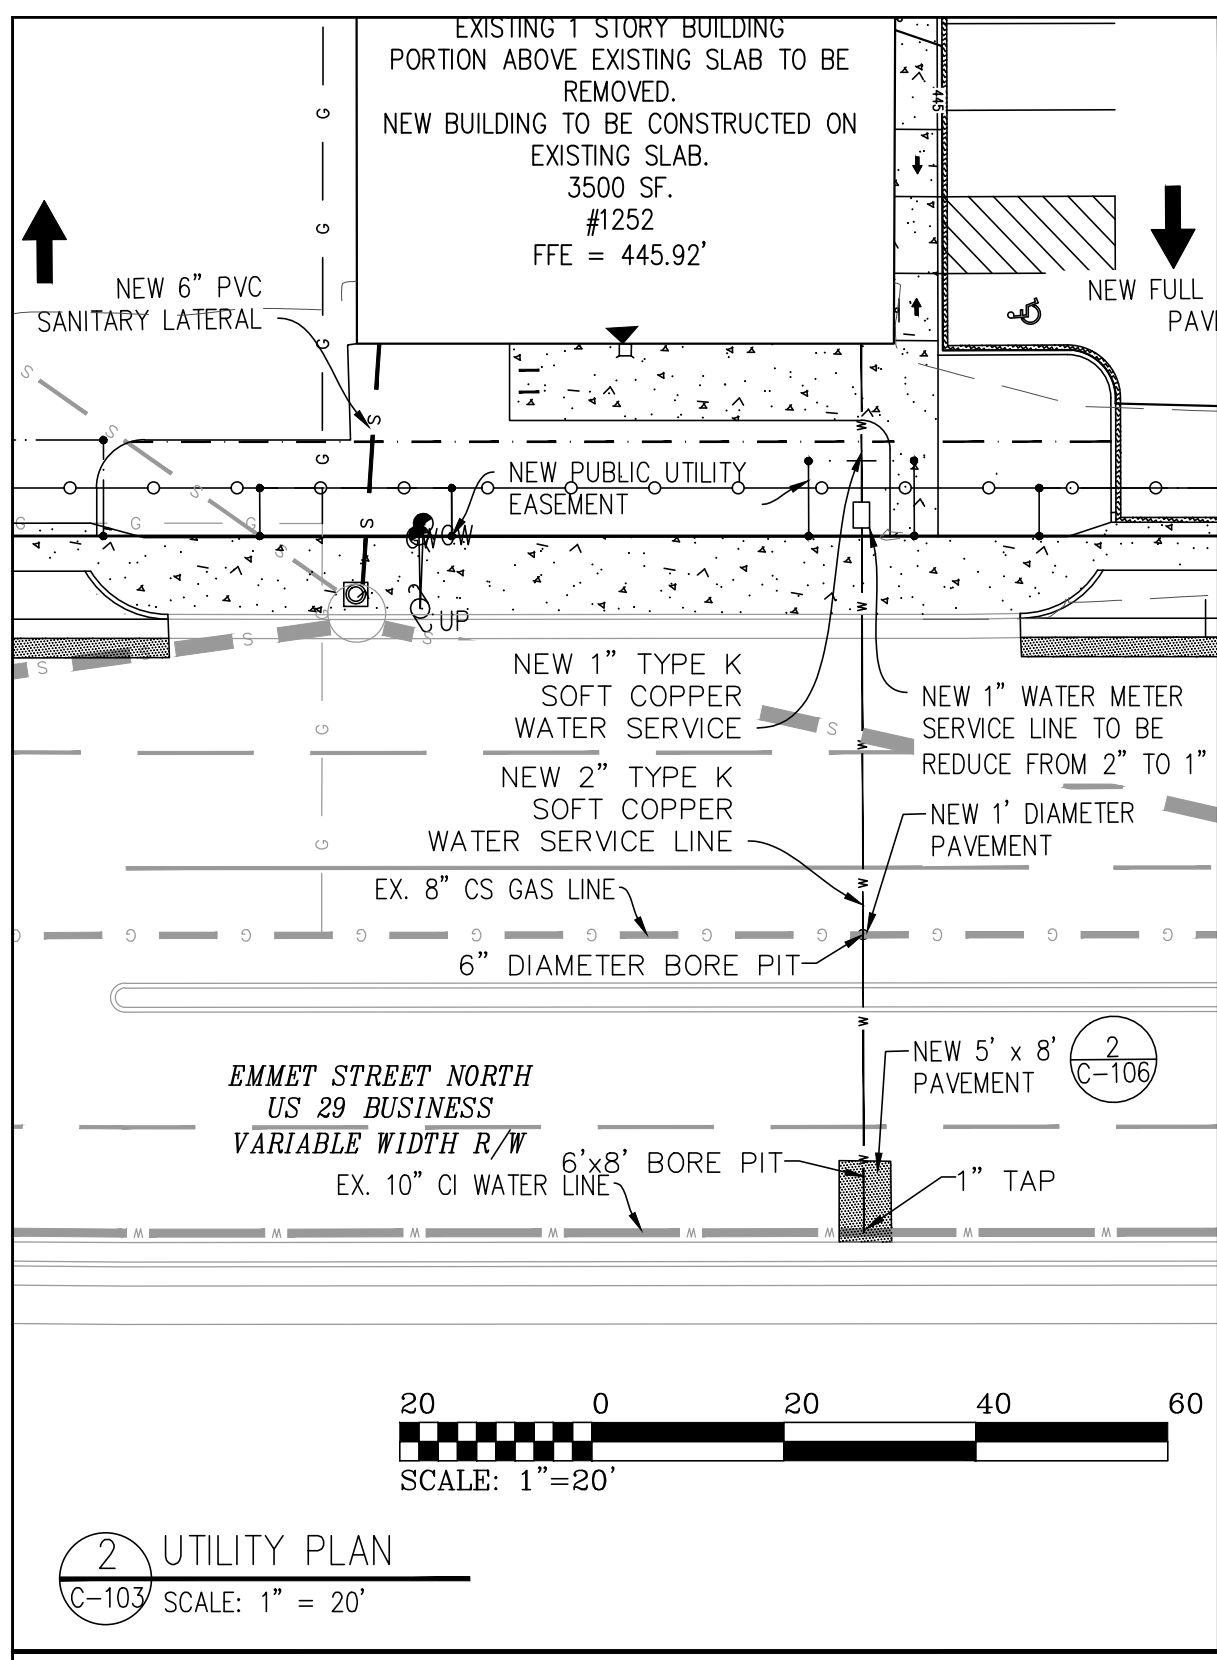 EXISTING 1 STORY BUILDING
PORTION ABOVE EXISTING SLAB TO BE
REMOVED.
NEW BUILDING TO BE CONSTRUCTED ON
EXISTING SLAB.
3500 SF.
#1252
FFE = 445.92'
445
NEW 6" PVC
SANITARY LATERAL
NEW FULL
PAV
NEW PUBLIC UTILITY
EASEMENT
GW
UP
NEW 1" TYPE K
SOFT COPPER
WATER SERVICE
NEW 1" WATER METER
SERVICE LINE TO BE
REDUCE FROM 2" TO 1"
NEW 2" TYPE K
SOFT COPPER
WATER SERVICE LINE
NEW 1' DIAMETER
PAVEMENT
EX. 8" CS GAS LINE
6" DIAMETER BORE PIT
NEW 5' x 8'
PAVEMENT
2
C-106
EMMET STREET NORTH
US 29 BUSINESS
VARIABLE WIDTH R/W
6'x8' BORE PIT
EX. 10" CI WATER LINE
1" TAP
20 0 20 40 60
SCALE: 1"=20'
2
C-103
UTILITY PLAN
SCALE: 1" = 20'